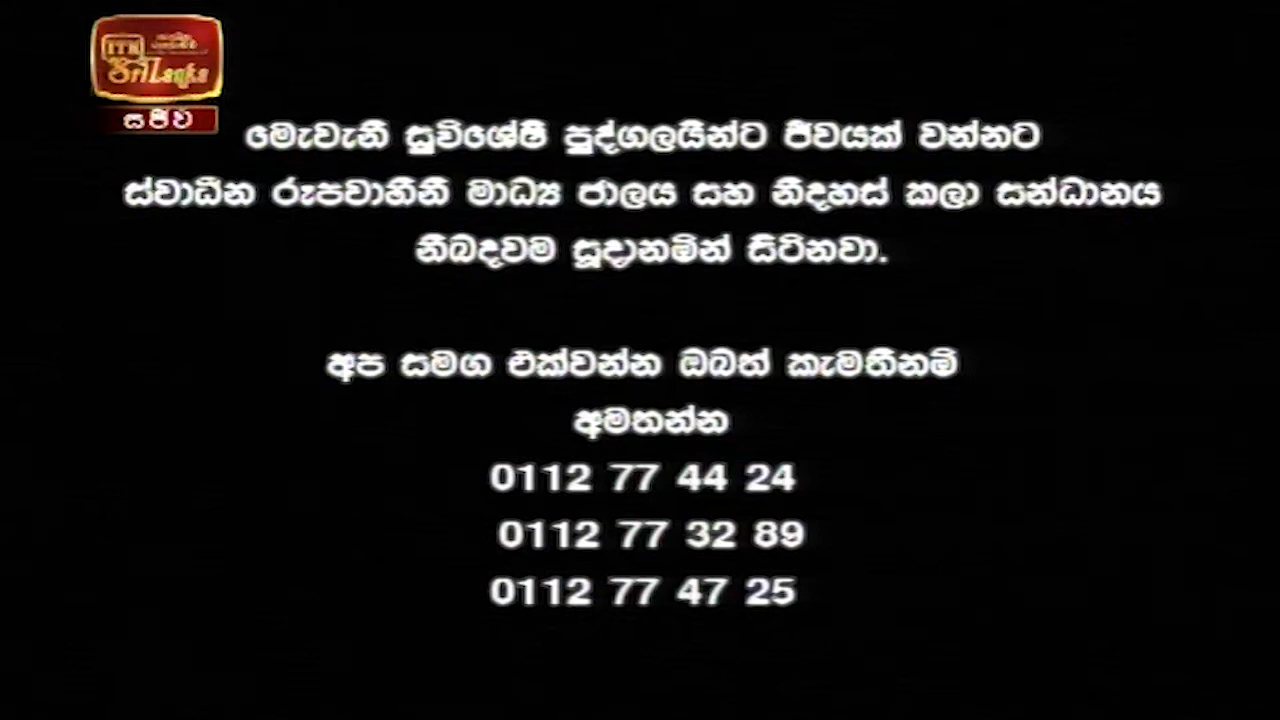 ITN
Sri Lanka
සජීව
මෙවැනි සුවිශේෂී පුද්ගලයින්ට ජීවයක් වන්නට
ස්වාධීන රූපවාහිනී මාධ්‍ය ජාලය සහ නිදහස් කලා සන්ධානය
නිබදවම සූදානමින් සිටිනවා.
අප සමග එක්වන්න ඔබත් කැමතිනම්
අමතන්න
0112 77 44 24
0112 77 32 89
0112 77 47 25